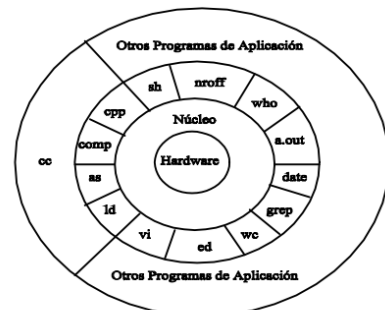 Otros Programas de Aplicación
sh
nroff
who
cpp
Núcleo
a.out
comp
cc
Hardware
as
date
ld
grep
vi
wc
ed
Otros Programas de Aplicación